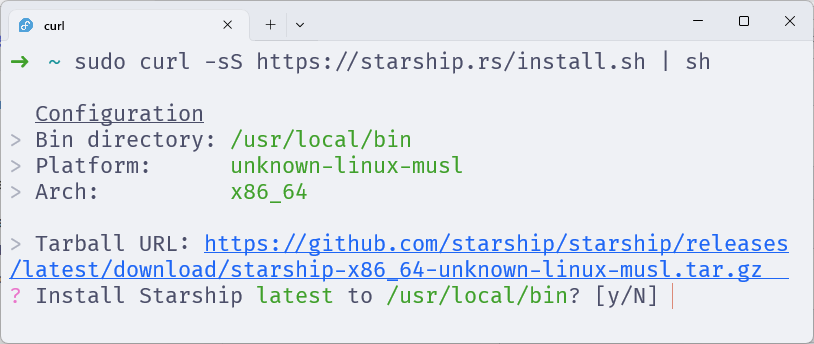 curl
➜ ~ sudo curl -sS https://starship.rs/install.sh | sh
Configuration
> Bin directory: /usr/local/bin
> Platform: unknown-linux-musl
> Arch: x86_64
> Tarball URL: https://github.com/starship/starship/releases
/latest/download/starship-x86_64-unknown-linux-musl.tar.gz
? Install Starship latest to /usr/local/bin? [y/N]